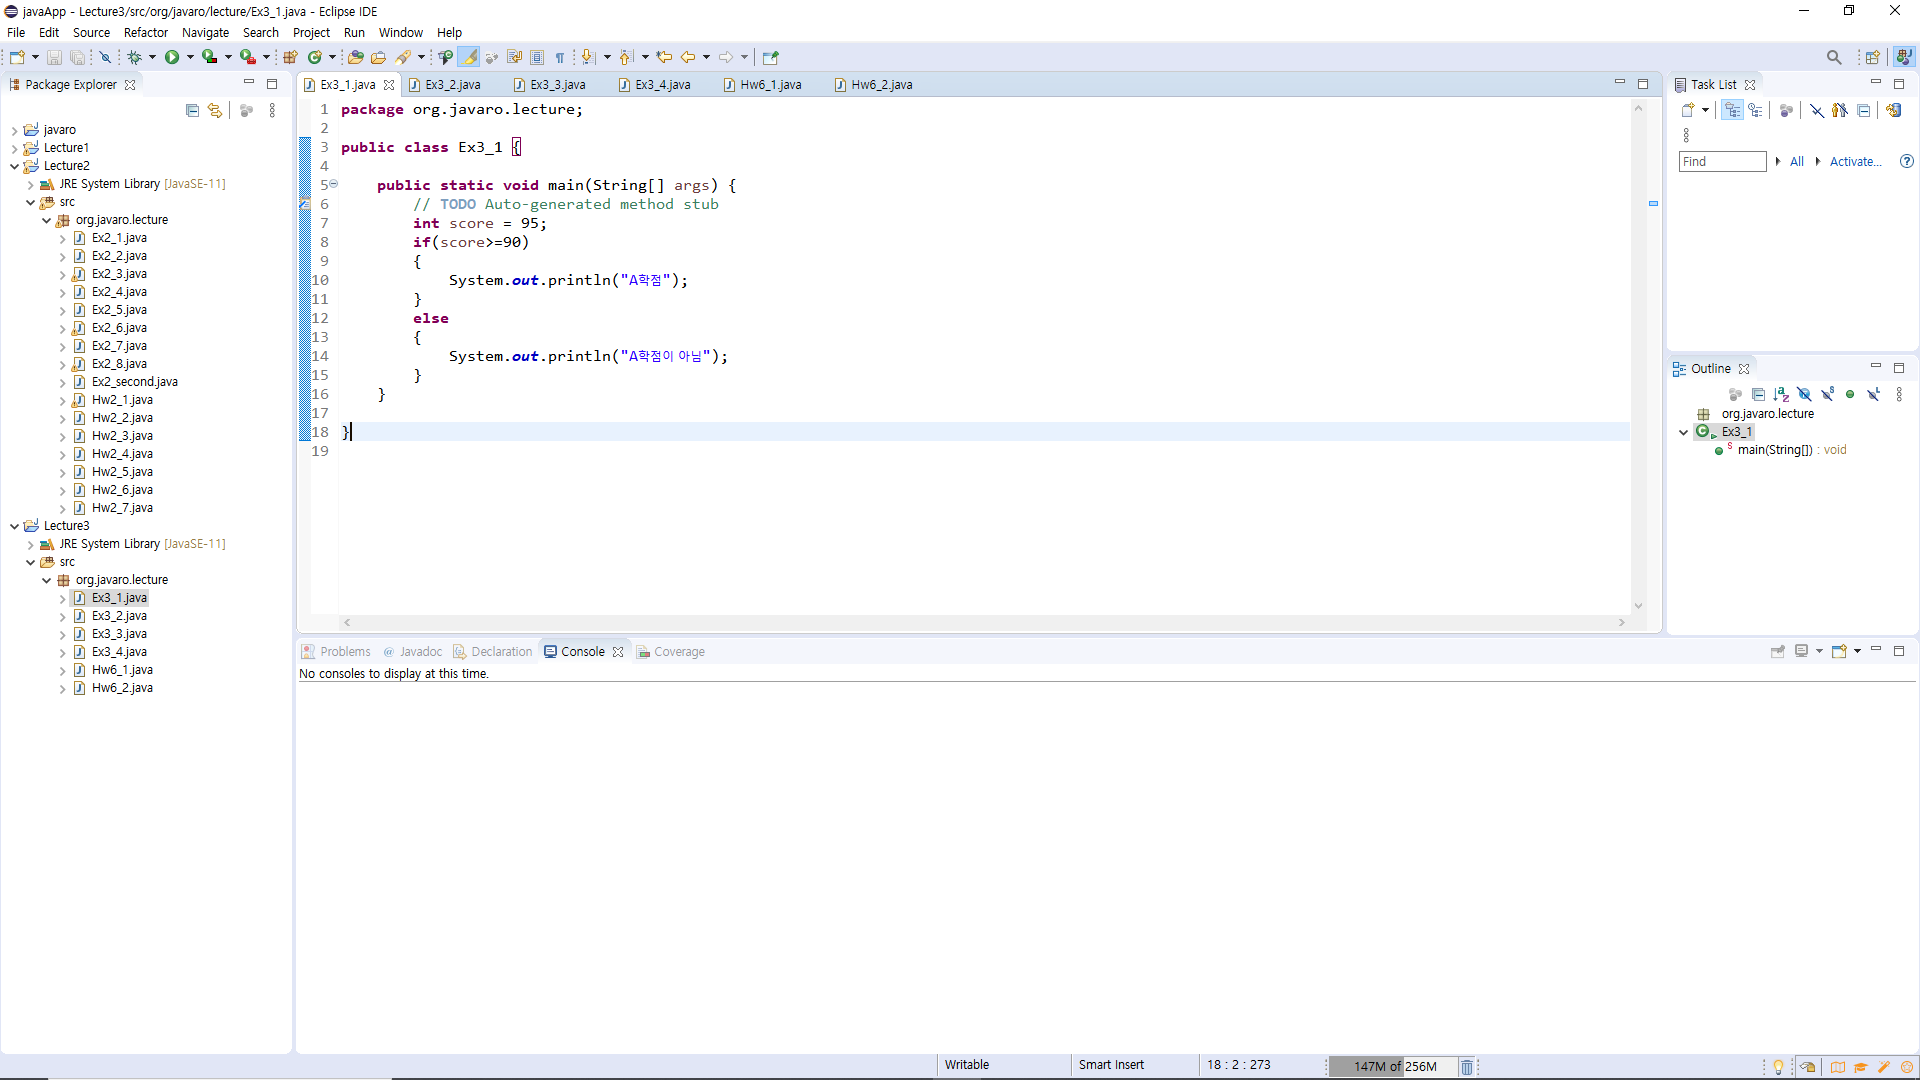 javaApp - Lecture3/src/org/javaro/lecture/Ex3_1.java - Eclipse IDE
File Edit Source Refactor Navigate Search Project Run Window Help
Package Explorer
javaro
Lecture1
Lecture2
JRE System Library [JavaSE-11]
src
org.javaro.lecture
Ex2_1.java
Ex2_2.java
Ex2_3.java
Ex2_4.java
Ex2_5.java
Ex2_6.java
Ex2_7.java
Ex2_8.java
Ex2_second.java
Hw2_1.java
Hw2_2.java
Hw2_3.java
Hw2_4.java
Hw2_5.java
Hw2_6.java
Hw2_7.java
Lecture3
JRE System Library [JavaSE-11]
src
org.javaro.lecture
Ex3_1.java
Ex3_2.java
Ex3_3.java
Ex3_4.java
Hw6_1.java
Hw6_2.java
Ex3_1.java Ex3_2.java Ex3_3.java Ex3_4.java Hw6_1.java Hw6_2.java
1 package org.javaro.lecture;
2
3 public class Ex3_1 {
4
5 public static void main(String[] args) {
6 // TODO Auto-generated method stub
7 int score = 95;
8 if(score>=90)
9 {
10 System.out.println("A학점");
11 }
12 else
13 {
14 System.out.println("A학점이 아님");
15 }
16 }
17
18 }
19
Problems @ Javadoc Declaration Console Coverage
No consoles to display at this time.
Task List
Find All Activate...
Outline
org.javaro.lecture
Ex3_1
main(String[]) : void
Writable Smart Insert 18 : 2 : 273 147M of 256M